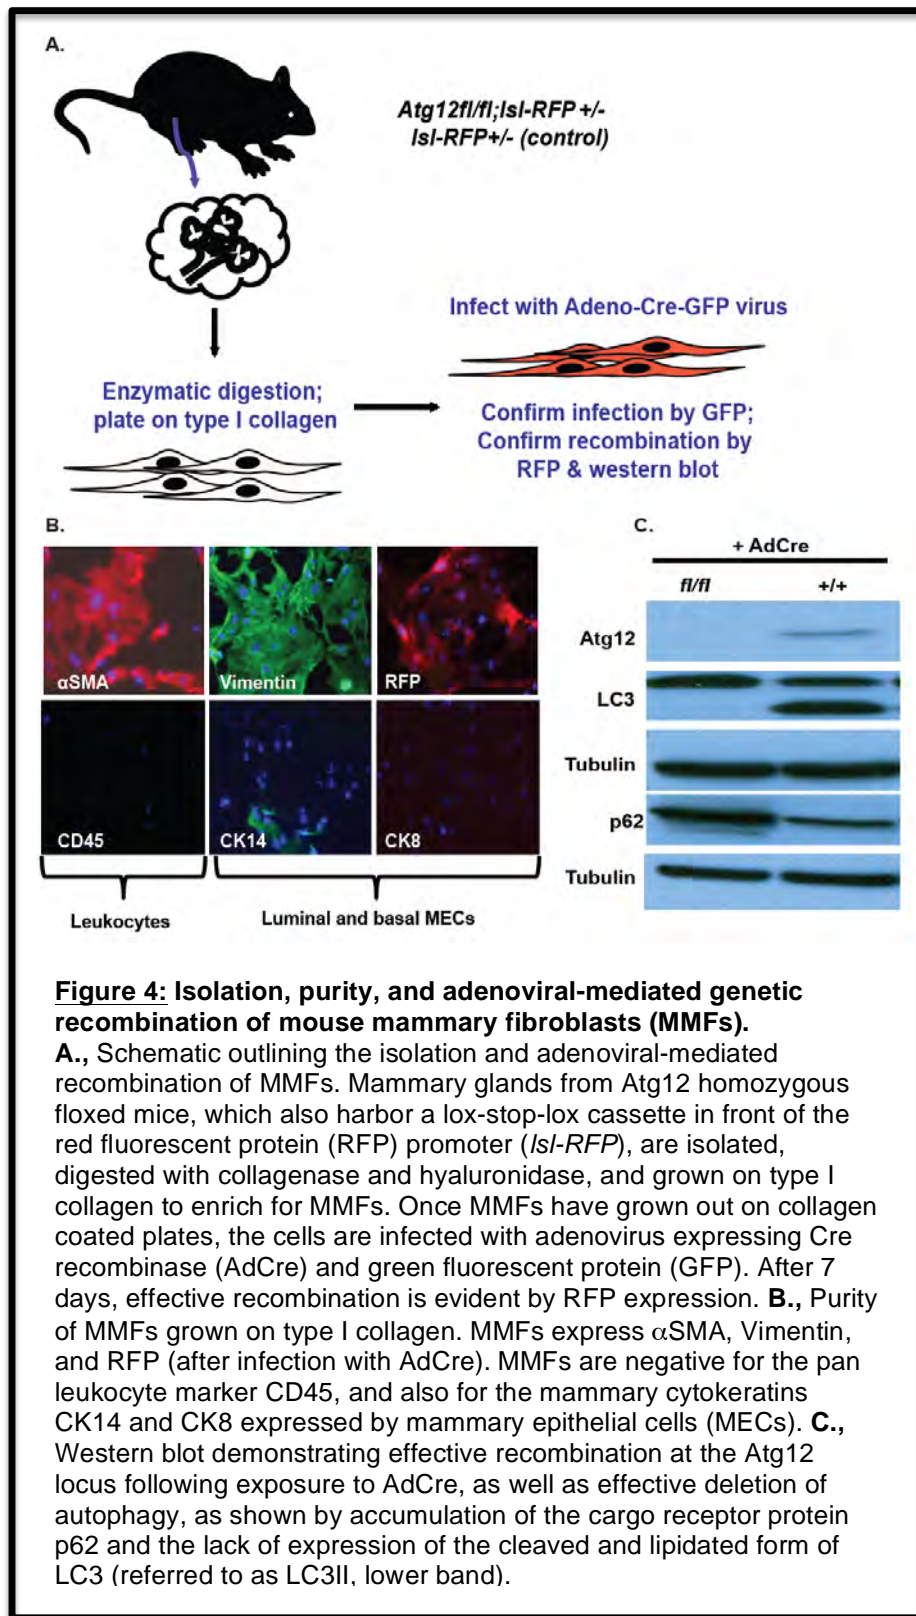 A.
Atg12fl/fl;lsl-RFP +/-
lsl-RFP+/- (control)
Infect with Adeno-Cre-GFP virus
Enzymatic digestion;
plate on type I collagen
Confirm infection by GFP;
Confirm recombination by
RFP & western blot
B.
αSMA
Vimentin
RFP
CD45
CK14
CK8
Leukocytes
Luminal and basal MECs
C.
+ AdCre
fl/fl
+/+
Atg12
LC3
Tubulin
p62
Tubulin
Figure 4: Isolation, purity, and adenoviral-mediated genetic
recombination of mouse mammary fibroblasts (MMFs).
A., Schematic outlining the isolation and adenoviral-mediated
recombination of MMFs. Mammary glands from Atg12 homozygous
floxed mice, which also harbor a lox-stop-lox cassette in front of the
red fluorescent protein (RFP) promoter (lsl-RFP), are isolated,
digested with collagenase and hyaluronidase, and grown on type I
collagen to enrich for MMFs. Once MMFs have grown out on collagen
coated plates, the cells are infected with adenovirus expressing Cre
recombinase (AdCre) and green fluorescent protein (GFP). After 7
days, effective recombination is evident by RFP expression. B., Purity
of MMFs grown on type I collagen. MMFs express αSMA, Vimentin,
and RFP (after infection with AdCre). MMFs are negative for the pan
leukocyte marker CD45, and also for the mammary cytokeratins
CK14 and CK8 expressed by mammary epithelial cells (MECs). C.,
Western blot demonstrating effective recombination at the Atg12
locus following exposure to AdCre, as well as effective deletion of
autophagy, as shown by accumulation of the cargo receptor protein
p62 and the lack of expression of the cleaved and lipidated form of
LC3 (referred to as LC3II, lower band).